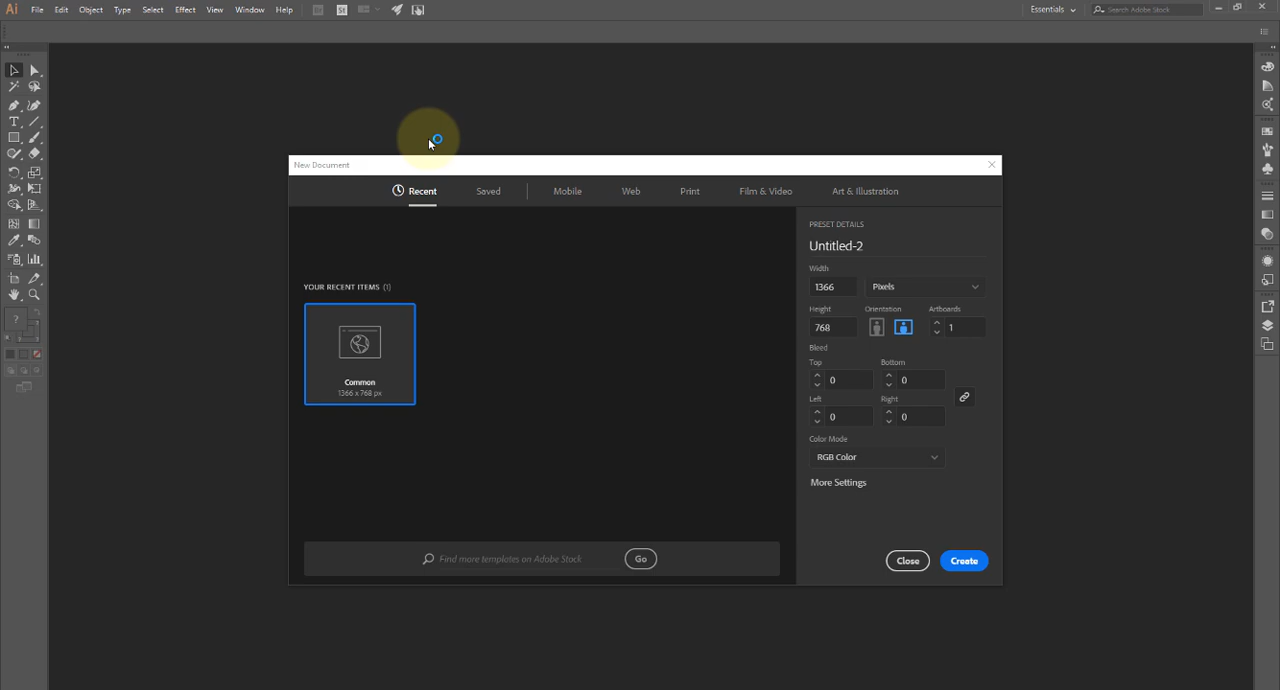 Ai File Edit Object Type Select Effect View Window Help Br St Essentials Search Adobe Stock
New Document
Recent Saved Mobile Web Print Film & Video Art & Illustration
PRESET DETAILS
Untitled-2
Width
1366 Pixels
Height Orientation Artboards
768 1
Bleed
Top Bottom
0 0
Left Right
0 0
Color Mode
RGB Color
More Settings
YOUR RECENT ITEMS (1)
Common
1366 x 768 px
Find more templates on Adobe Stock Go
Close Create
T
?